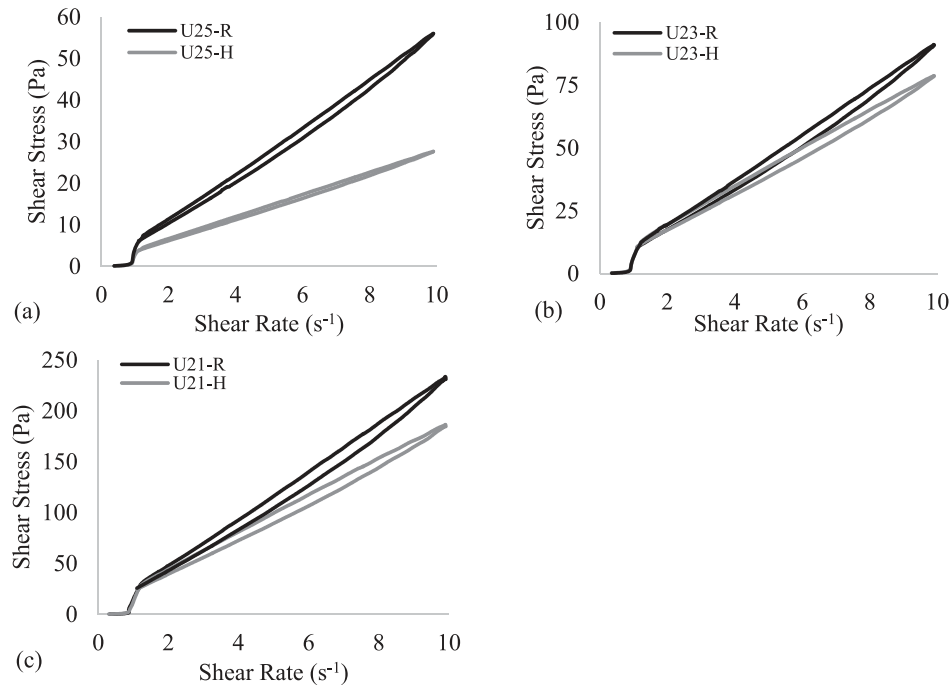 60
50
40
30
20
10
0
Shear Stress (Pa)
U25-R
U25-H
0 2 4 6 8 10
Shear Rate (s⁻¹)
(a)
100
75
50
25
0
Shear Stress (Pa)
U23-R
U23-H
0 2 4 6 8 10
Shear Rate (s⁻¹)
(b)
250
200
150
100
50
0
Shear Stress (Pa)
U21-R
U21-H
0 2 4 6 8 10
Shear Rate (s⁻¹)
(c)